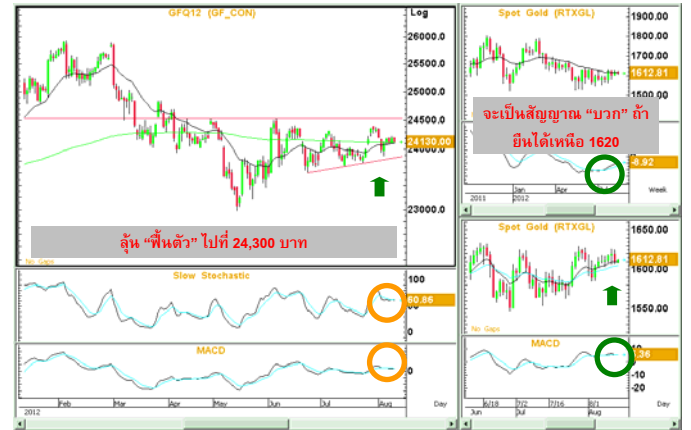 GFQ12 (GF_CON)
Log
26000.0
25500.0
25000.0
24500.0
24130.00
23000.0
ลุ้น “ฟื้นตัว” ไปที่ 24,300 บาท
No Gaps
Slow Stochastic
100
60.86
MACD
0
Feb
Mar
Apr
May
Jun
Jul
Aug
Day
2012
Spot Gold (RTXGL)
1900.00
1800.00
1700.00
1612.81
1500.00
จะเป็นสัญญาณ “บวก” ถ้า
ยืนได้เหนือ 1620
-8.92
Jan
Apr
Week
2011
2012
Spot Gold (RTXGL)
1650.00
1612.81
1600.00
1550.00
No Gaps
MACD
.36
-10
-20
6/18
7/2
7/16
8/1
Day
Jun
Jul
Aug